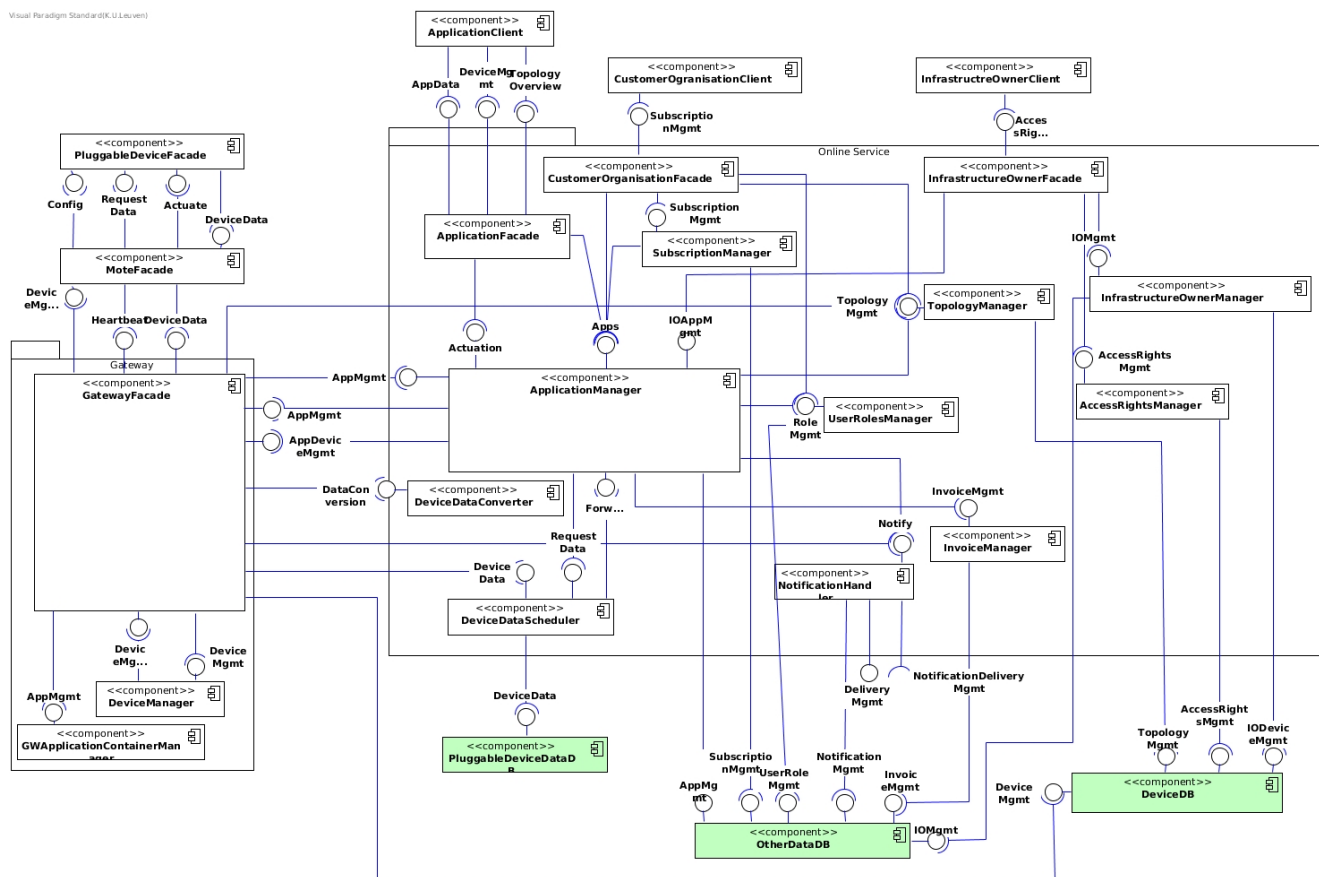 Visual Paradigm Standard(K.U.Leuven)
<<component>>
ApplicationClient
AppData
DeviceMg
mt
Topology
Overview
<<component>>
CustomerOgranisationClient
Subscriptio
nMgmt
<<component>>
InfrastructreOwnerClient
Acces
sRig...
Online Service
<<component>>
PluggableDeviceFacade
Config
Request
Data
Actuate
DeviceData
<<component>>
MoteFacade
Devic
eMg...
Heartbeat
DeviceData
<<component>>
CustomerOrganisationFacade
<<component>>
InfrastructureOwnerFacade
<<component>>
ApplicationFacade
Subscription
Mgmt
<<component>>
SubscriptionManager
IOMgmt
<<component>>
InfrastructureOwnerManager
Topology
Mgmt
<<component>>
TopologyManager
Actuation
Apps
IOAppM
gmt
AccessRights
Mgmt
<<component>>
AccessRightsManager
Gateway
<<component>>
GatewayFacade
AppMgmt
AppMgmt
AppDevic
eMgmt
<<component>>
ApplicationManager
Role
Mgmt
<<component>>
UserRolesManager
DataCon
version
<<component>>
DeviceDataConverter
Forw...
InvoiceMgmt
<<component>>
InvoiceManager
Notify
Request
Data
Device
Data
<<component>>
NotificationHand
ler
<<component>>
DeviceDataScheduler
Devic
eMg...
Device
Mgmt
<<component>>
DeviceManager
AppMgmt
<<component>>
GWApplicationContainerMan
ager
Delivery
Mgmt
NotificationDelivery
Mgmt
DeviceData
<<component>>
PluggableDeviceDataD
B
AppMg
mt
Subscriptio
nMgmt
UserRole
Mgmt
Notification
Mgmt
Invoic
eMgmt
IOMgmt
<<component>>
OtherDataDB
Topology
Mgmt
AccessRight
sMgmt
IODevic
eMgmt
Device
Mgmt
<<component>>
DeviceDB